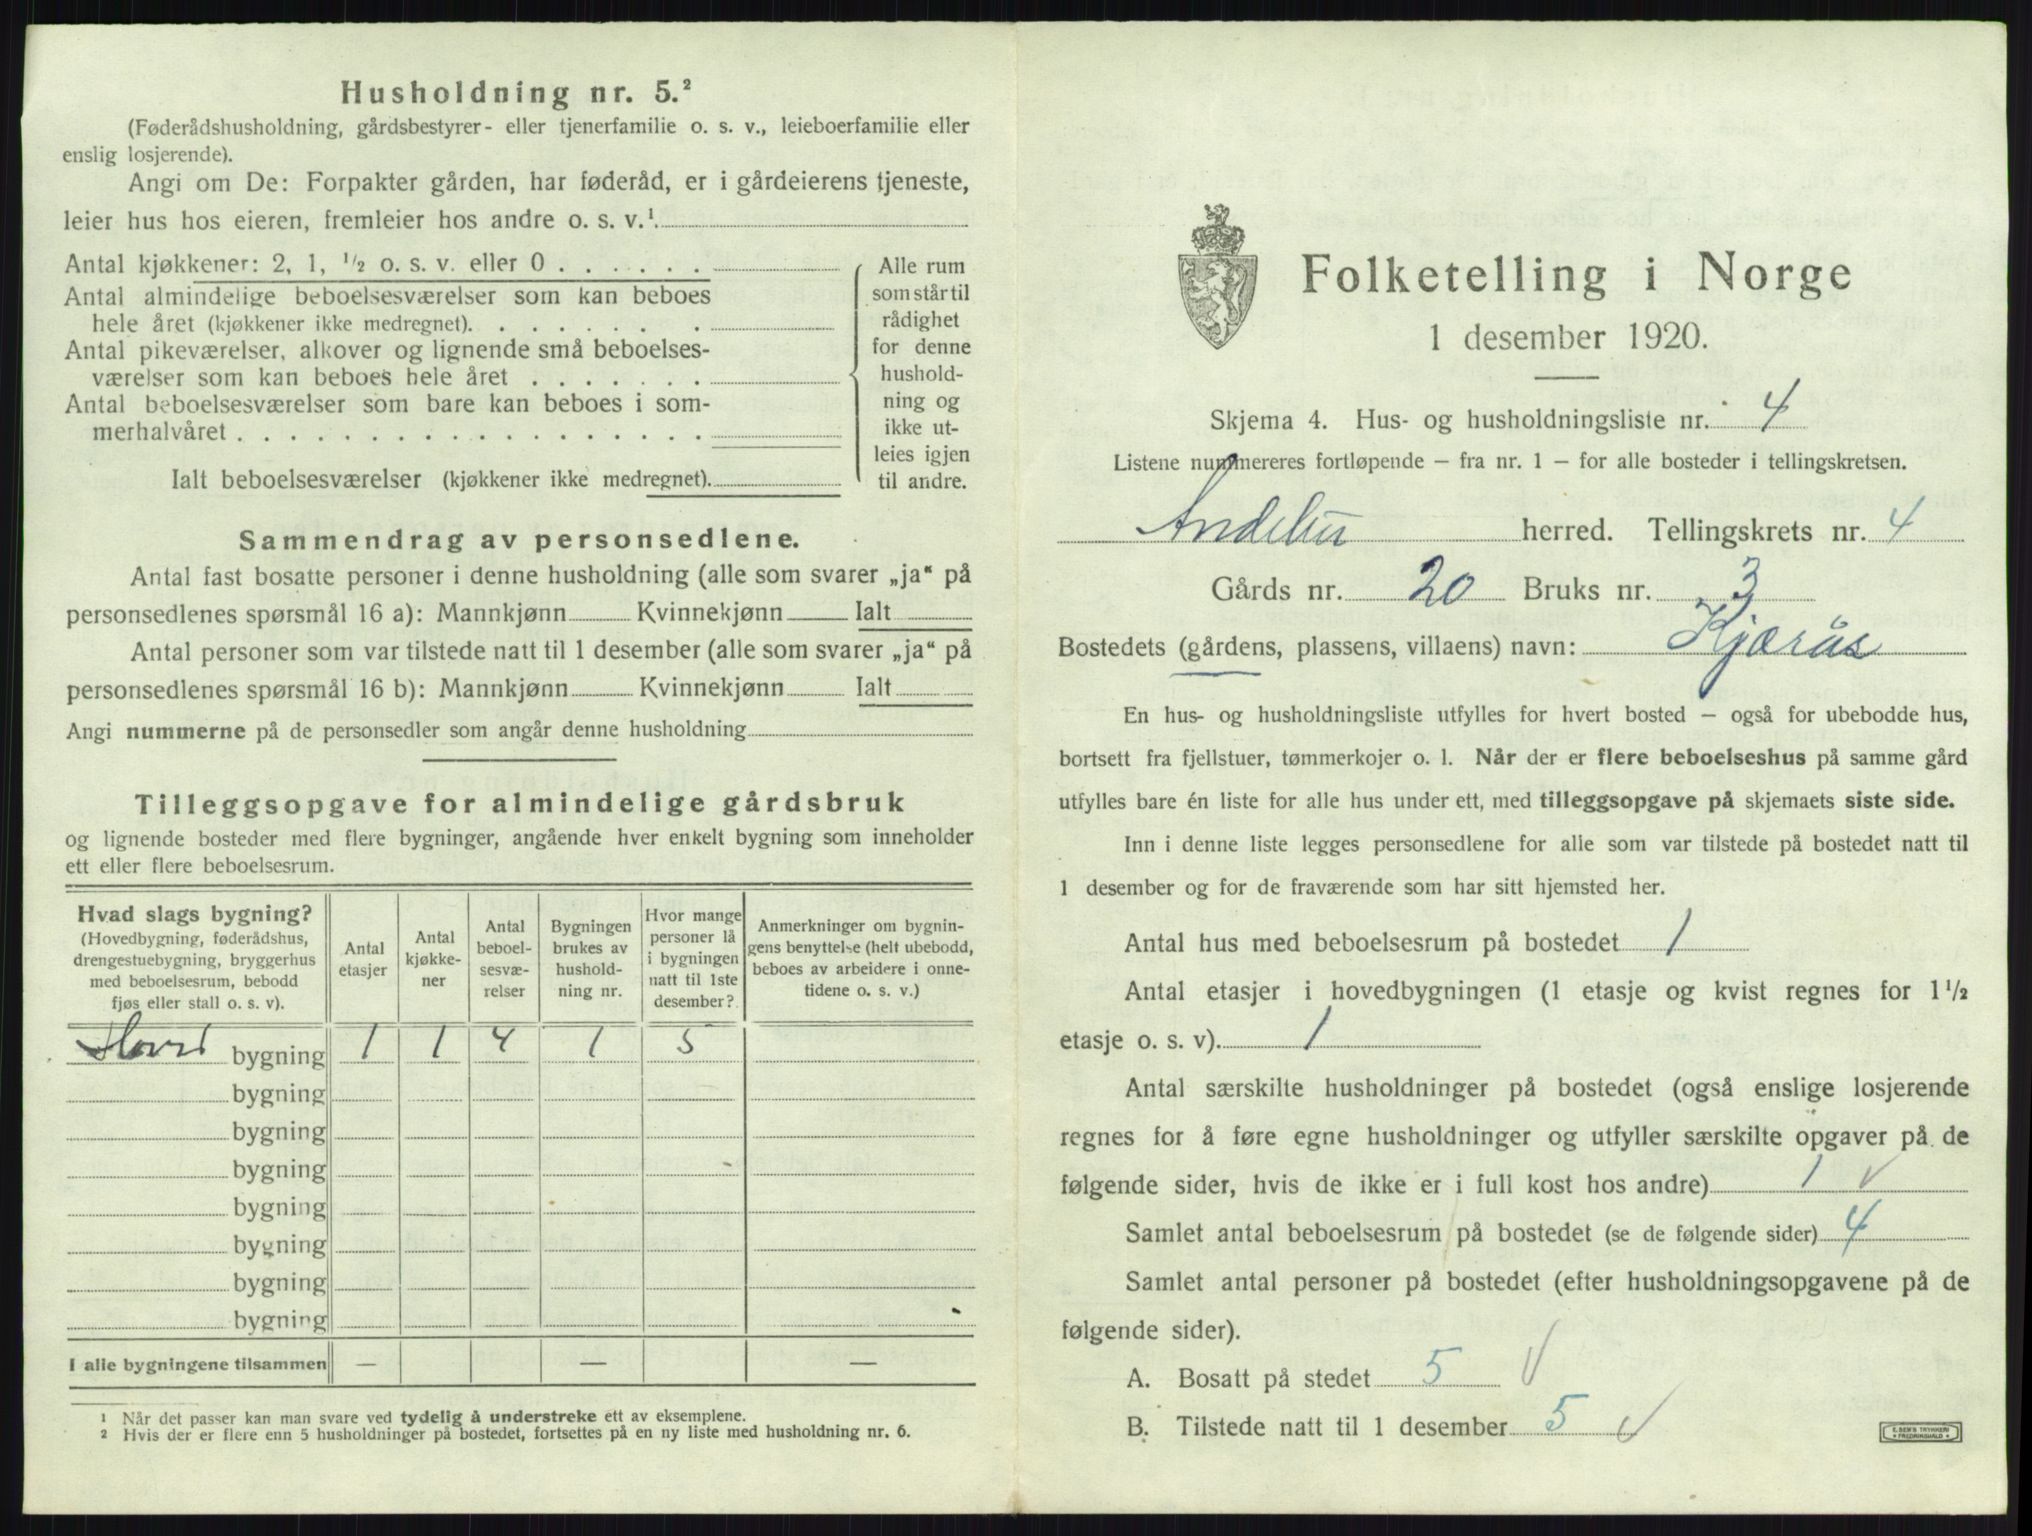 Husholdning nr. 5.²
(Føderådshusholdning, gårdsbestyrer- eller tjenerfamilie o. s. v., leieboerfamilie eller
enslig losjerende).
Angi om De: Forpakter gården, har føderåd, er i gårdeierens tjeneste,
leier hus hos eieren, fremleier hos andre o. s. v.¹
Antal kjøkkener: 2, 1, ½ o. s. v. eller 0 . . . . . .
Antal almindelige beboelsesværelser som kan beboes
hele året (kjøkkener ikke medregnet). . . . . . . .
Antal pikeværelser, alkover og lignende små beboelses-
værelser som kan beboes hele året . . . . . . .
Antal beboelsesværelser som bare kan beboes i som-
merhalvåret . . . . . . . . . . . . . . . . . .
Ialt beboelsesværelser (kjøkkener ikke medregnet).
Alle rum
som står til
rådighet
for denne
hushold-
ning og
ikke ut-
leies igjen
til andre.
Sammendrag av personsedlene.
Antal fast bosatte personer i denne husholdning (alle som svarer „ja“ på
personsedlenes spørsmål 16 a): Mannkjønn Kvinnekjønn Ialt
Antal personer som var tilstede natt til 1 desember (alle som svarer „ja“ på
personsedlenes spørsmål 16 b): Mannkjønn Kvinnekjønn Ialt
Angi nummerne på de personsedler som angår denne husholdning
Tilleggsopgave for almindelige gårdsbruk
og lignende bosteder med flere bygninger, angående hver enkelt bygning som inneholder
ett eller flere beboelsesrum.
Hvad slags bygning?
(Hovedbygning, føderådshus,
drengestuebygning, bryggerhus
med beboelsesrum, bebodd
fjøs eller stall o. s. v).
Antal
etasjer
Antal
kjøkke-
ner
Antal
beboel-
sesvæ-
relser
Bygningen
brukes av
hushold-
ning nr.
Hvor mange
personer lå
i bygningen
natt til 1ste
desember?
Anmerkninger om bygnin-
gens benyttelse (helt ubebodd,
beboes av arbeidere i onne-
tidene o. s. v.)
Hovd bygning 1 1 4 1 5
bygning
bygning
bygning
bygning
bygning
bygning
bygning
I alle bygningene tilsammen — — —
¹ Når det passer kan man svare ved tydelig å understreke ett av eksemplene.
² Hvis der er flere enn 5 husholdninger på bostedet, fortsettes på en ny liste med husholdning nr. 6.
Folketelling i Norge
1 desember 1920.
Skjema 4. Hus- og husholdningsliste nr. 4
Listene nummereres fortløpende – fra nr. 1 – for alle bosteder i tellingskretsen.
Andebu herred. Tellingskrets nr. 4
Gårds nr. 20 Bruks nr. 3
Bostedets (gårdens, plassens, villaens) navn: Kjærås
En hus- og husholdningsliste utfylles for hvert bosted – også for ubebodde hus,
bortsett fra fjellstuer, tømmerkojer o. l. Når der er flere beboelseshus på samme gård
utfylles bare én liste for alle hus under ett, med tilleggsopgave på skjemaets siste side.
Inn i denne liste legges personsedlene for alle som var tilstede på bostedet natt til
1 desember og for de fraværende som har sitt hjemsted her.
Antal hus med beboelsesrum på bostedet 1
Antal etasjer i hovedbygningen (1 etasje og kvist regnes for 1½
etasje o. s. v). 1
Antal særskilte husholdninger på bostedet (også enslige losjerende
regnes for å føre egne husholdninger og utfyller særskilte opgaver på de
følgende sider, hvis de ikke er i full kost hos andre) 1 √
Samlet antal beboelsesrum på bostedet (se de følgende sider) 4
Samlet antal personer på bostedet (efter husholdningsopgavene på de
følgende sider).
A. Bosatt på stedet 5 √
B. Tilstede natt til 1 desember 5 √
E. SEM'S TRYKKERI
FREDRIKSHALD